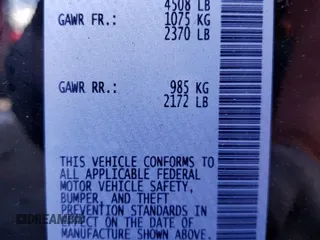 4508 LB
GAWR FR.: 1075 KG
2370 LB
GAWR RR.: 985 KG
2172 LB
THIS VEHICLE CONFORMS TO
ALL APPLICABLE FEDERAL
MOTOR VEHICLE SAFETY,
BUMPER, AND THEFT
PREVENTION STANDARDS IN
EFFECT ON THE DATE OF
MANUFACTURE SHOWN ABOVE.
DREAMBID